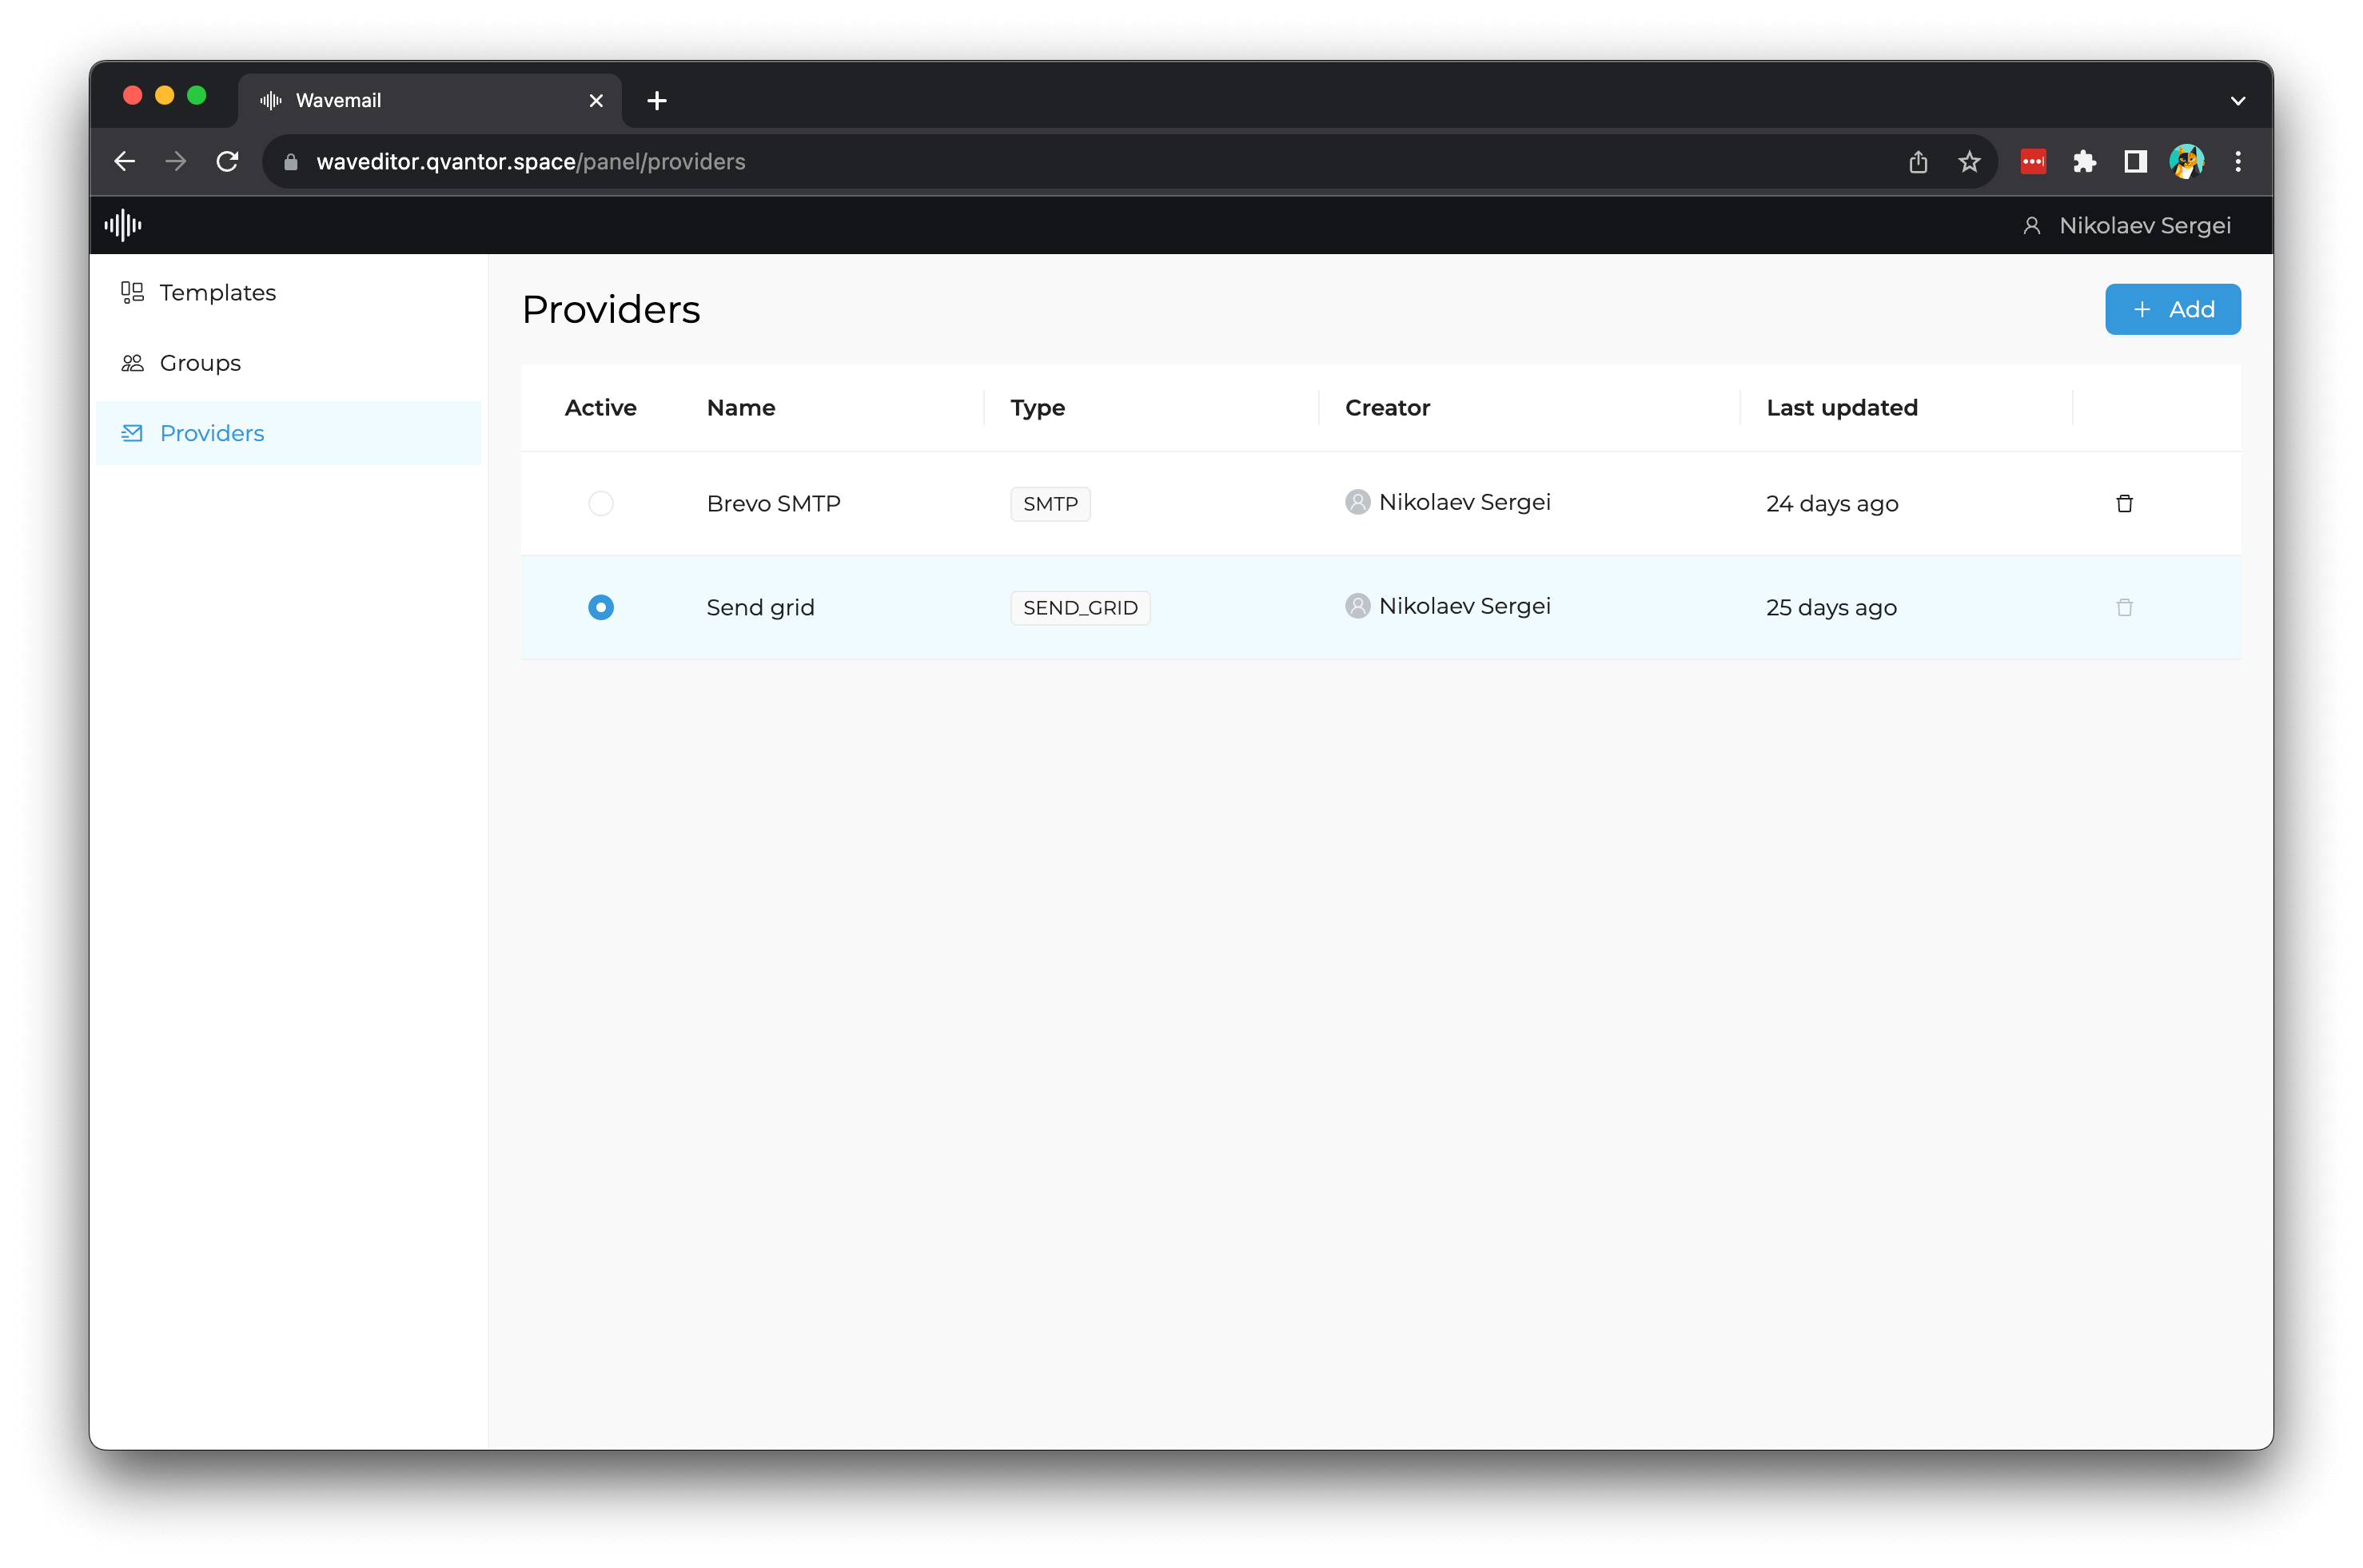 Wavemail
waveditor.qvantor.space/panel/providers
Nikolaev Sergei
Templates
Groups
Providers
Providers
Add
Active Name Type Creator Last updated
Brevo SMTP SMTP Nikolaev Sergei 24 days ago
Send grid SEND_GRID Nikolaev Sergei 25 days ago